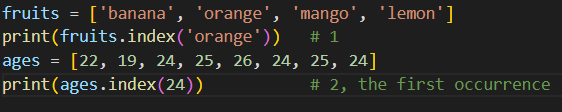 fruits = ['banana', 'orange', 'mango', 'lemon']
print(fruits.index('orange'))   # 1
ages = [22, 19, 24, 25, 26, 24, 25, 24]
print(ages.index(24))           # 2, the first occurrence